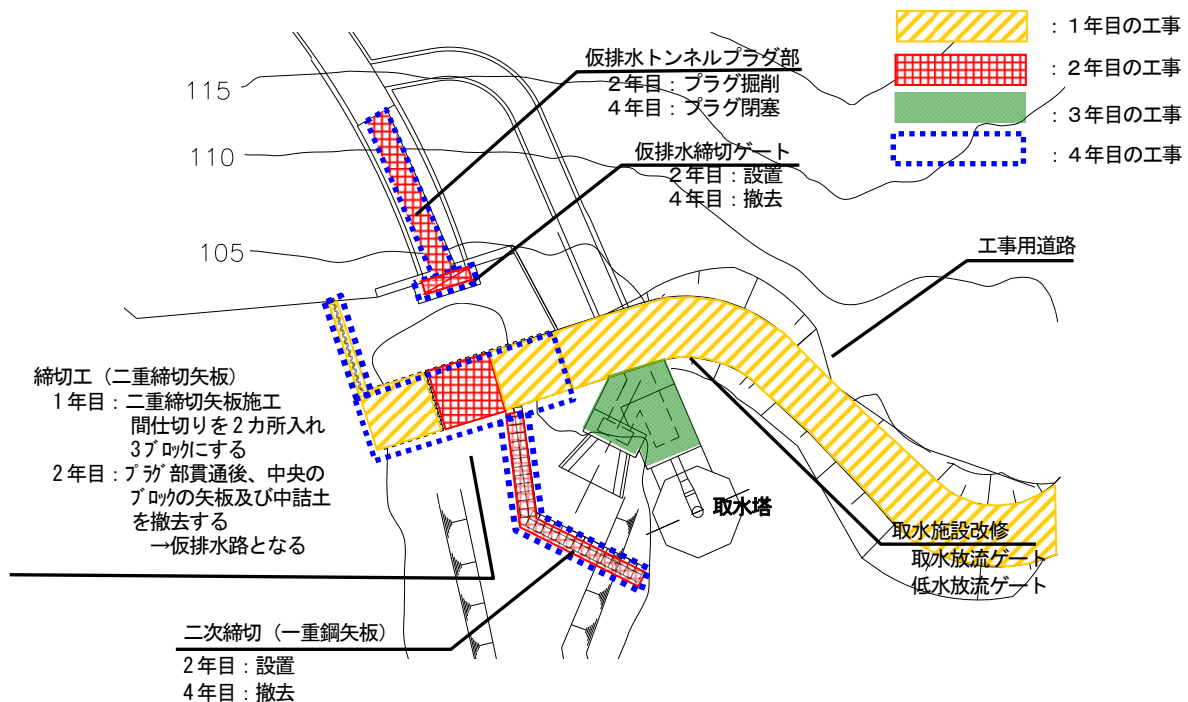 ：１年目の工事
：２年目の工事
：３年目の工事
：４年目の工事
仮排水トンネルプラグ部
２年目：プラグ掘削
４年目：プラグ閉塞
115
110
105
仮排水締切ゲート
２年目：設置
４年目：撤去
工事用道路
締切工（二重締切矢板）
１年目：二重締切矢板施工
間仕切りを２カ所入れ
３ﾌﾞﾛｯｸにする
２年目：ﾌﾟﾗｸﾞ部貫通後、中央の
ﾌﾞﾛｯｸの矢板及び中詰土
を撤去する
→仮排水路となる
取水塔
取水施設改修
取水放流ゲート
低水放流ゲート
二次締切（一重鋼矢板）
２年目：設置
４年目：撤去